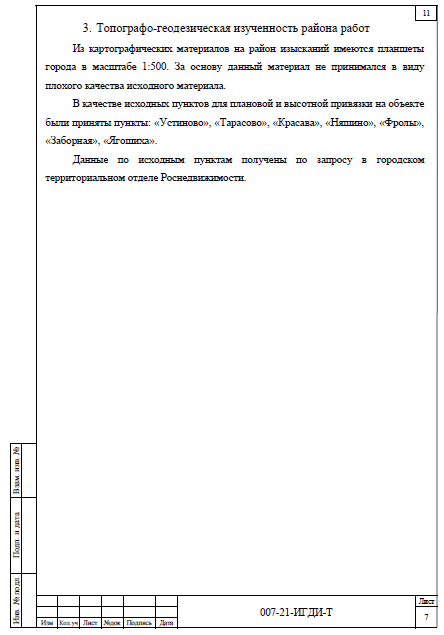 11
3. Топографо-геодезическая изученность района работ
Из картографических материалов на район изысканий имеются планшеты
города в масштабе 1:500. За основу данный материал не принимался в виду
плохого качества исходного материала.
В качестве исходных пунктов для плановой и высотной привязки на объекте
были приняты пункты: «Устиново», «Тарасово», «Красава», «Няшино», «Фролы»,
«Заборная», «Ягошиха».
Данные по исходным пунктам получены по запросу в городском
территориальном отделе Роснедвижимости.
Взам. инв. №
Подп. и дата
Инв. № подл.
Изм Кол.уч Лист №док Подпись Дата
007-21-ИГДИ-Т
Лист
7